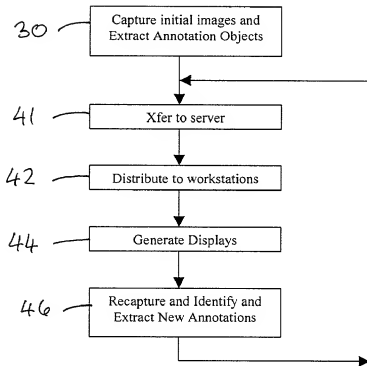 30
Capture initial images and
Extract Annotation Objects
41
Xfer to server
42
Distribute to workstations
44
Generate Displays
46
Recapture and Identify and
Extract New Annotations